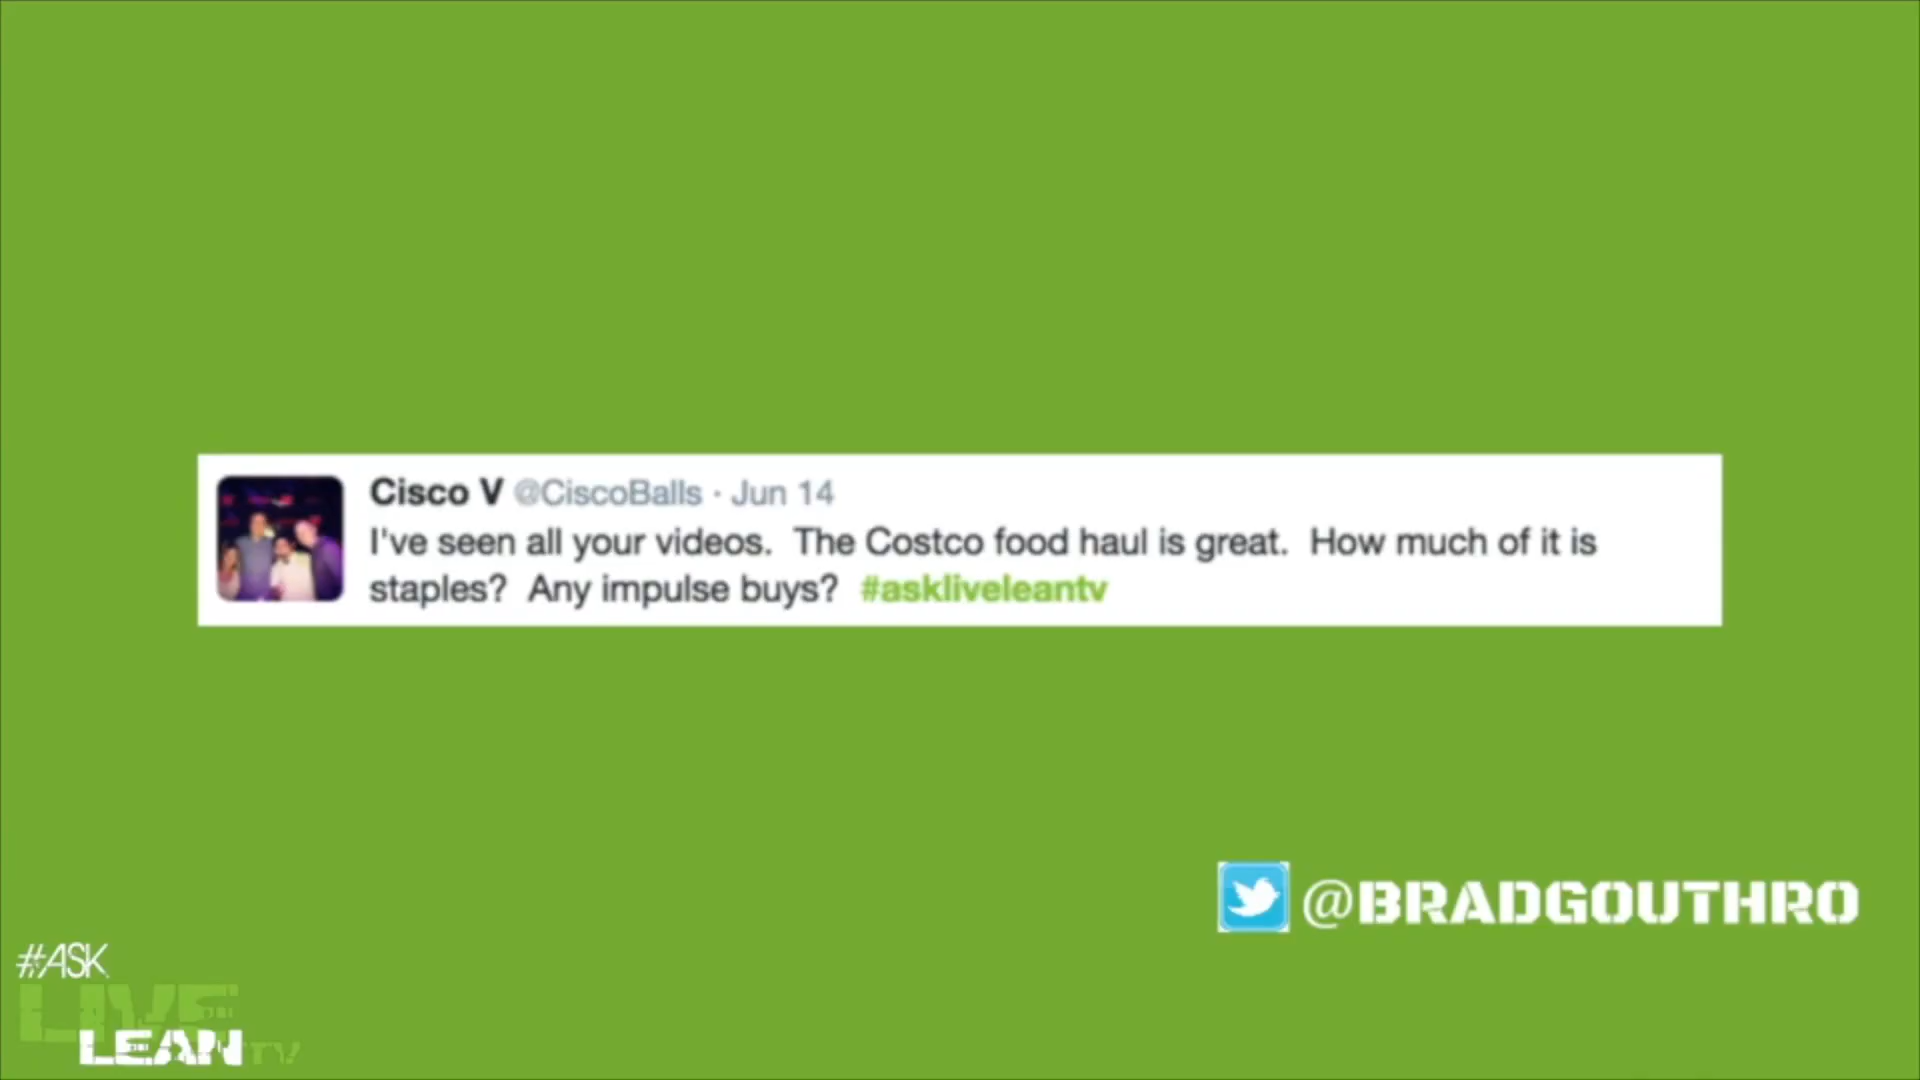 Cisco V @CiscoBalls · Jun 14
I've seen all your videos.  The Costco food haul is great.  How much of it is
staples?  Any impulse buys?  #askliveleantv
@BRADGOUTHRO
#ASK
LIVE
LEAN TV